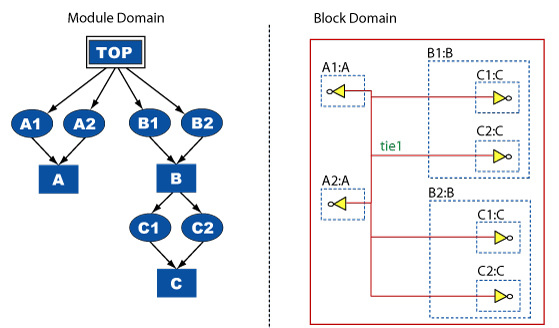 Module Domain
TOP
A1
A2
B1
B2
A
B
C1
C2
C
Block Domain
B1:B
A1:A
C1:C
C2:C
tie1
A2:A
B2:B
C1:C
C2:C